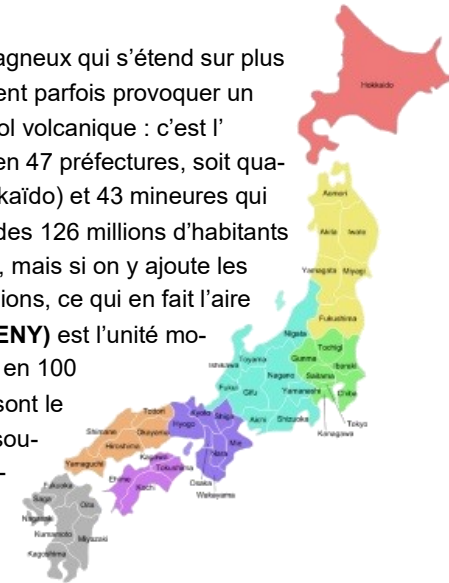 agneux qui s’étend sur plus
ent parfois provoquer un
ol volcanique : c’est l’
en 47 préfectures, soit qua-
kaïdo) et 43 mineures qui
des 126 millions d’habitants
, mais si on y ajoute les
ions, ce qui en fait l’aire
ENY) est l’unité mo-
en 100
sont le
sou-
-
Hokkaido
Aomori
Akita Iwate
Yamagata Miyagi
Fukushima
Niigata
Tochigi
Gunma
Ibaraki
Ishikawa Toyama
Nagano Saitama
Fukui Gifu Yamanashi Chiba
Aichi Shizuoka
Tokyo
Kanagawa
Tottori
Kyoto Shiga
Hyogo
Shimane Okayama
Hiroshima
Mie
Nara
Yamaguchi
Tokushima
Ehime
Kochi
Osaka
Wakayama
Fukuoka
Saga
Oita
Nagasaki
Kumamoto
Miyazaki
Kagoshima